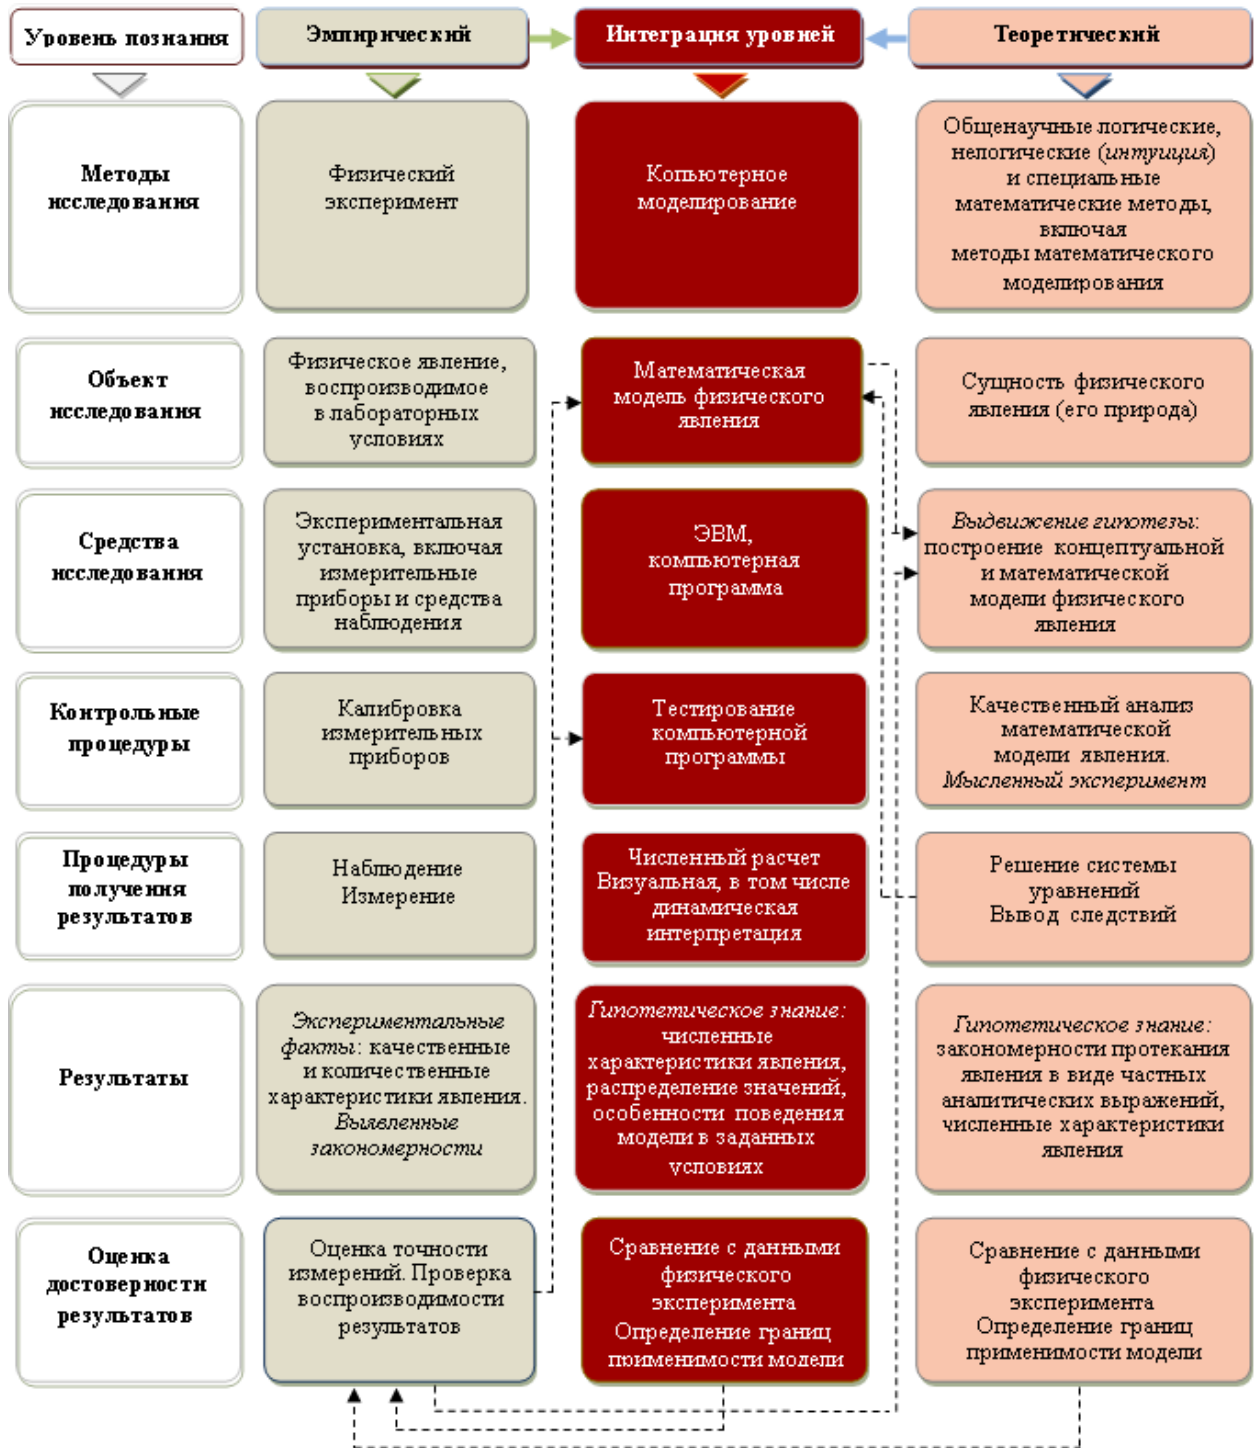 Уровень познания
Эмпирический
Интеграция уровней
Теоретический
Методы
исследования
Физический
эксперимент
Копьютерное
моделирование
Общенаучные логические,
нелогические (интуиция)
и специальные
математические методы,
включая
методы математического
моделирования
Объект
исследования
Физическое явление,
воспроизводимое
в лабораторных
условиях
Математическая
модель физического
явления
Сущность физического
явления (его природа)
Средства
исследования
Экспериментальная
установка, включая
измерительные
приборы и средства
наблюдения
ЭВМ,
компьютерная
программа
Выдвижение гипотезы:
построение концептуальной
и математической
модели физического
явления
Контрольные
процедуры
Калибровка
измерительных
приборов
Тестирование
компьютерной
программы
Качественный анализ
математической
модели явления.
Мысленный эксперимент
Процедуры
получения
результатов
Наблюдение
Измерение
Численный расчет
Визуальная, в том числе
динамическая
интерпретация
Решение системы
уравнений
Вывод следствий
Результаты
Экспериментальные
факты: качественные
и количественные
характеристики явления.
Выявленные
закономерности
Гипотетическое знание:
численные
характеристики явления,
распределение значений,
особенности поведения
модели в заданных
условиях
Гипотетическое знание:
закономерности протекания
явления в виде частных
аналитических выражений,
численные характеристики
явления
Оценка
достоверности
результатов
Оценка точности
измерений. Проверка
воспроизводимости
результатов
Сравнение с данными
физического
эксперимента
Определение границ
применимости модели
Сравнение с данными
физического
эксперимента
Определение границ
применимости модели